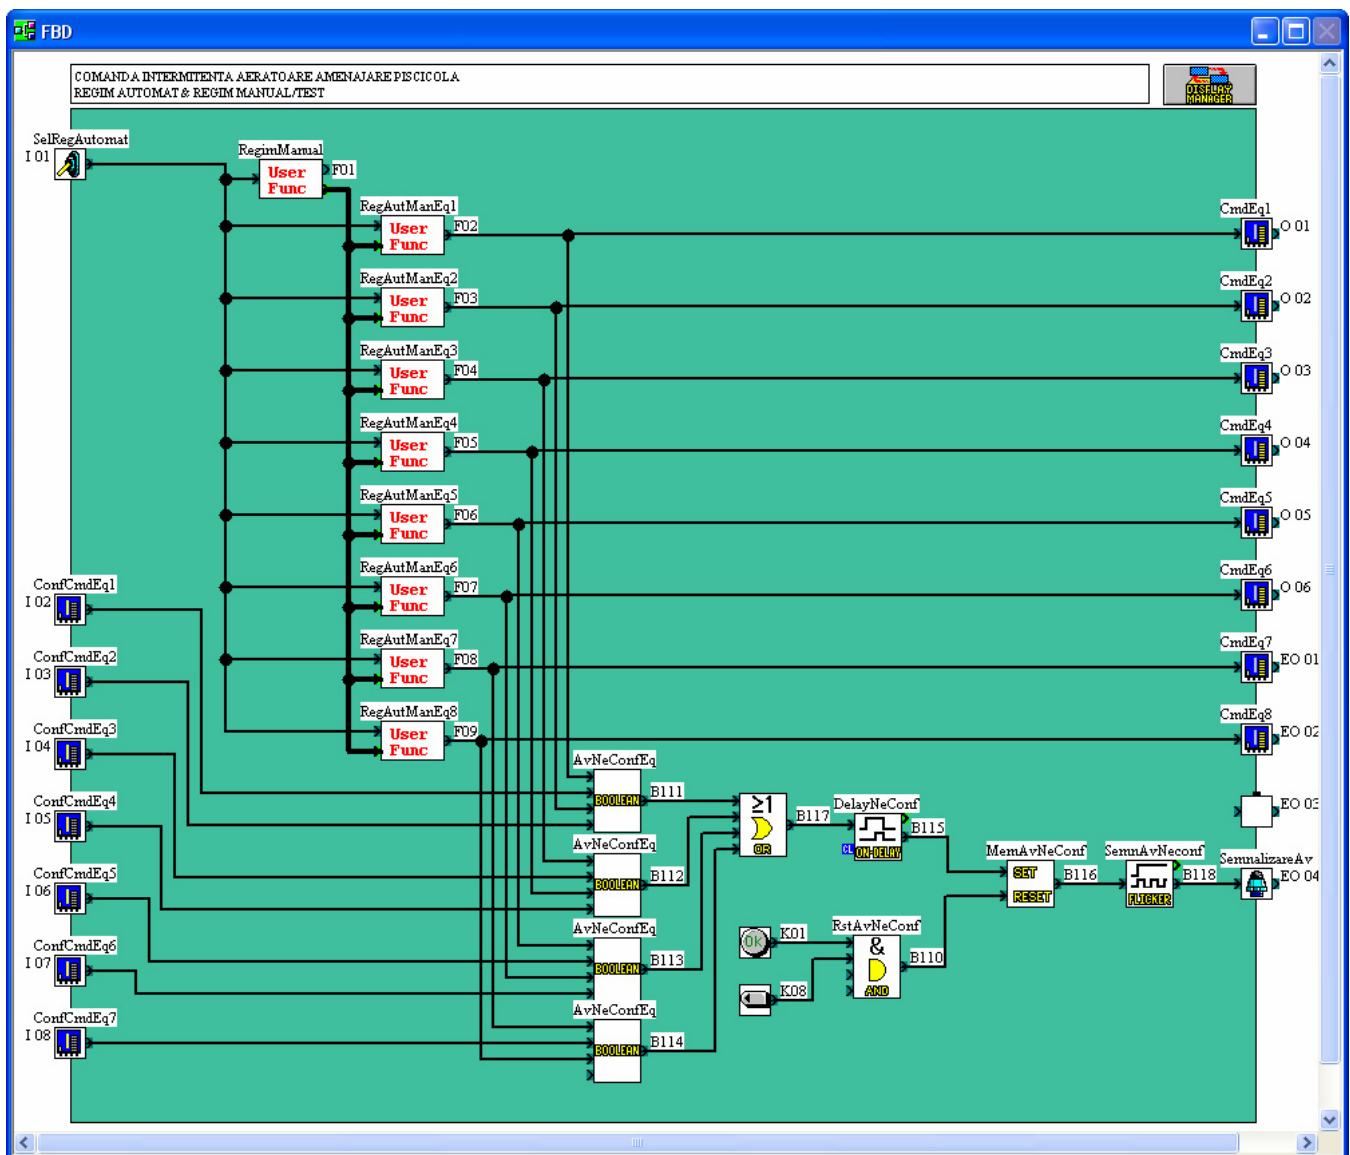 FBD
COMANDA INTERMITENTA AERATOARE AMENAJARE PISCICOLA
REGIM AUTOMAT & REGIM MANUAL/TEST
DISPLAY
MANAGER
SelRegAutomat
I 01
RegimManual
F01
User
Func
RegAutManEq1
F02
User
Func
CmdEq1
O 01
RegAutManEq2
F03
User
Func
CmdEq2
O 02
RegAutManEq3
F04
User
Func
CmdEq3
O 03
RegAutManEq4
F05
User
Func
CmdEq4
O 04
RegAutManEq5
F06
User
Func
CmdEq5
O 05
RegAutManEq6
F07
User
Func
CmdEq6
O 06
ConfCmdEq1
I 02
RegAutManEq7
F08
User
Func
CmdEq7
EO 01
ConfCmdEq2
I 03
RegAutManEq8
F09
User
Func
CmdEq8
EO 02
ConfCmdEq3
I 04
AvNeConfEq
BOOLEAN
B111
≥1
OR
B117
DelayNeConf
CL
ON-DELAY
B115
EO 03
ConfCmdEq4
I 05
AvNeConfEq
BOOLEAN
B112
MemAvNeConf
SET
RESET
B116
SemnAvNeconf
FLICKER
B118
SemnalizareAv
EO 04
ConfCmdEq5
I 06
AvNeConfEq
BOOLEAN
B113
OK
K01
RstAvNeConf
&
AND
B110
K08
ConfCmdEq6
I 07
AvNeConfEq
BOOLEAN
B114
ConfCmdEq7
I 08